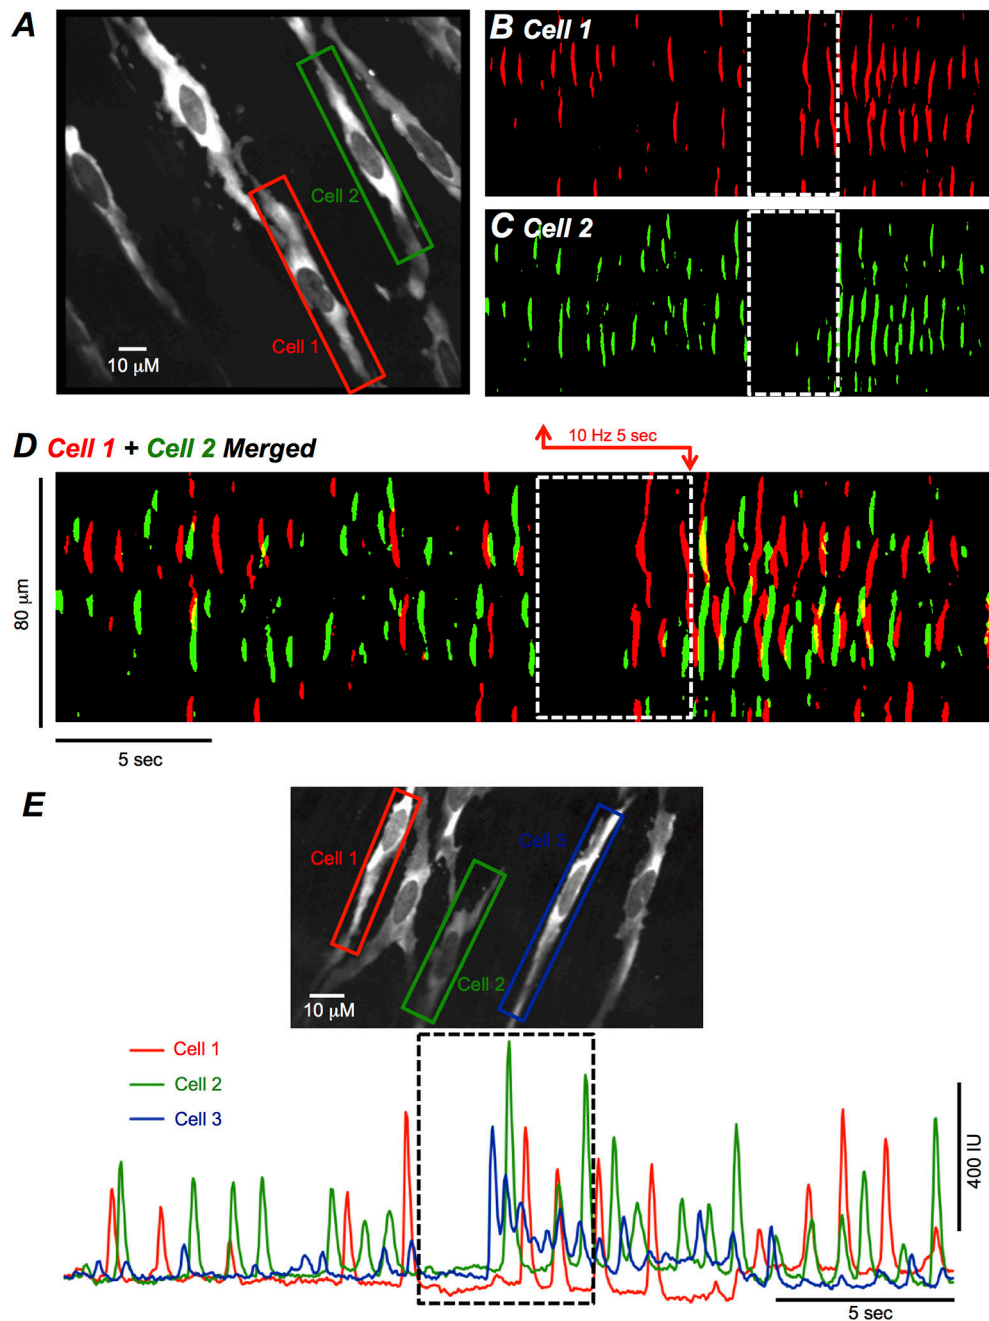 A
Cell 2
Cell 1
10 μM
B Cell 1
C Cell 2
D Cell 1 + Cell 2 Merged
10 Hz 5 sec
80 μm
5 sec
E
Cell 1
Cell 3
Cell 2
10 μM
Cell 1
Cell 2
Cell 3
400 IU
5 sec